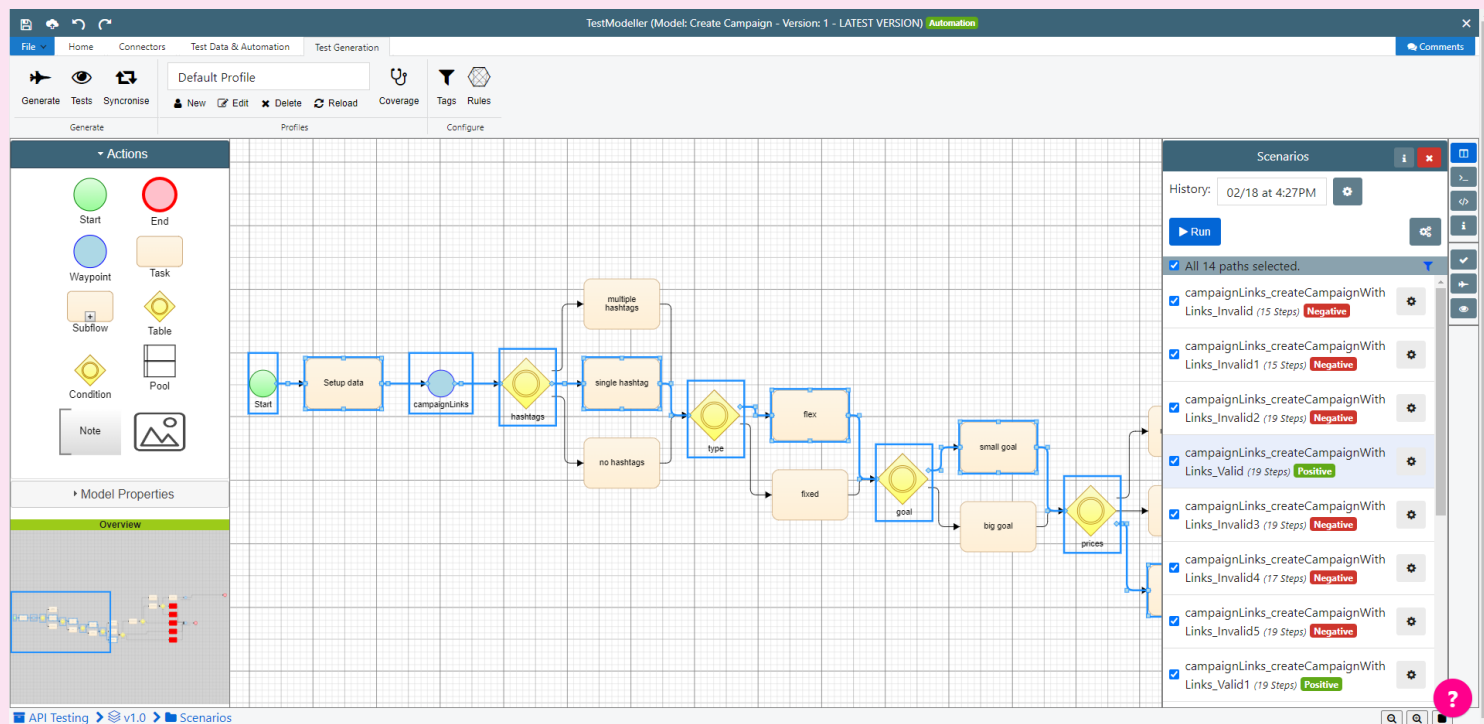 TestModeller (Model: Create Campaign - Version: 1 - LATEST VERSION) Automation
File Home Connectors Test Data & Automation Test Generation Comments
Default Profile
Generate Tests Syncronise
New Edit Delete Reload
Coverage Tags Rules
Generate Profiles Configure
Actions
Start End
Waypoint Task
Subflow Table
Condition Pool
Note
Model Properties
Overview
multiple
hashtags
Setup data
single hashtag
Start
campaignLinks
hashtags
no hashtags
type
flex
fixed
goal
small goal
big goal
prices
Scenarios
History: 02/18 at 4:27PM
Run
All 14 paths selected.
campaignLinks_createCampaignWith
Links_Invalid (15 Steps) Negative
campaignLinks_createCampaignWith
Links_Invalid1 (15 Steps) Negative
campaignLinks_createCampaignWith
Links_Invalid2 (19 Steps) Negative
campaignLinks_createCampaignWith
Links_Valid (19 Steps) Positive
campaignLinks_createCampaignWith
Links_Invalid3 (19 Steps) Negative
campaignLinks_createCampaignWith
Links_Invalid4 (17 Steps) Negative
campaignLinks_createCampaignWith
Links_Invalid5 (19 Steps) Negative
campaignLinks_createCampaignWith
Links_Valid1 (19 Steps) Positive
?
API Testing v1.0 Scenarios